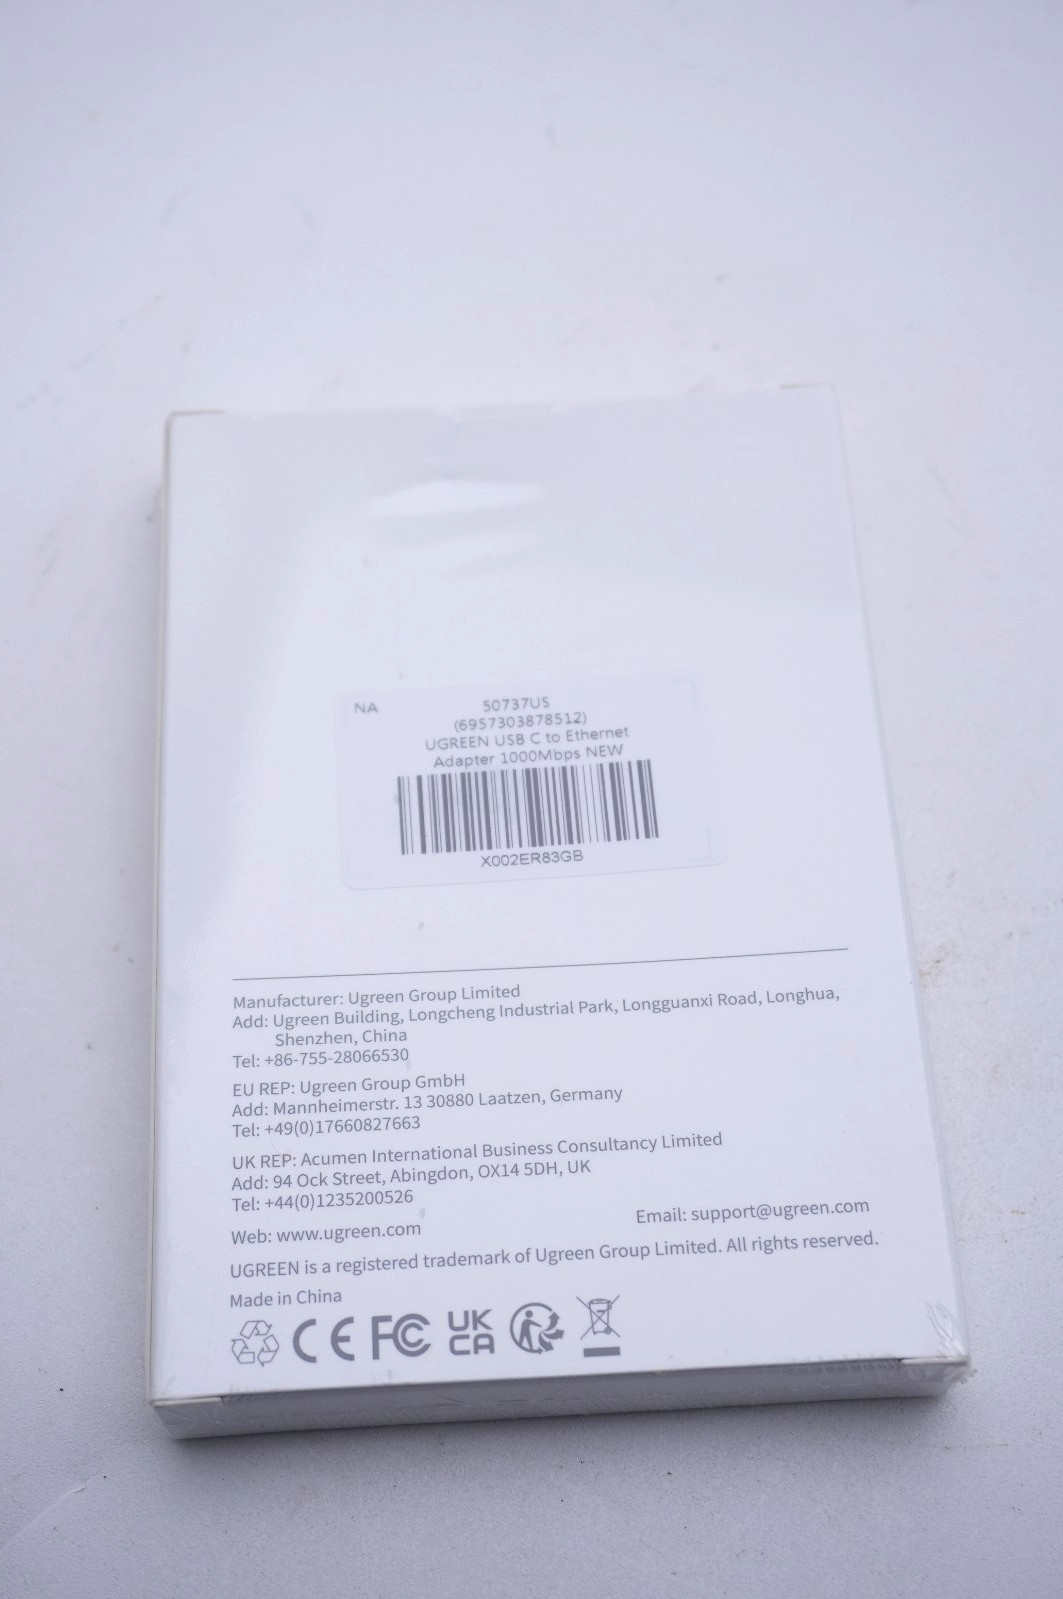 NA
50737US
(6957303878512)
UGREEN USB C to Ethernet
Adapter 1000Mbps NEW
X002ER83GB
Manufacturer: Ugreen Group Limited
Add: Ugreen Building, Longcheng Industrial Park, Longguanxi Road, Longhua,
Shenzhen, China
Tel: +86-755-28066530
EU REP: Ugreen Group GmbH
Add: Mannheimerstr. 13 30880 Laatzen, Germany
Tel: +49(0)17660827663
UK REP: Acumen International Business Consultancy Limited
Add: 94 Ock Street, Abingdon, OX14 5DH, UK
Tel: +44(0)1235200526
Web: www.ugreen.com Email: support@ugreen.com
UGREEN is a registered trademark of Ugreen Group Limited. All rights reserved.
Made in China
CE FC UK CA